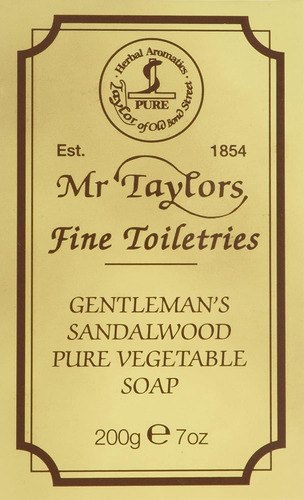 Herbal Aromatics
PURE
Taylor of Old Bond Street
Est. 1854
Mr Taylors
Fine Toiletries
GENTLEMAN'S
SANDALWOOD
PURE VEGETABLE
SOAP
200g ℮ 7oz